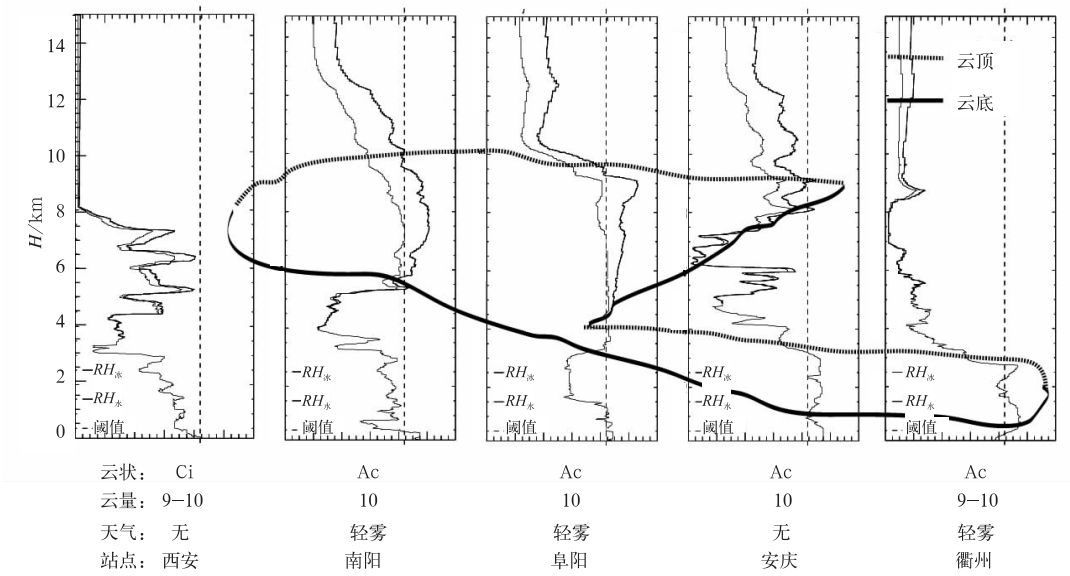 14
12
10
8
6
4
2
0
H/km
云顶
云底
RH冰
RH水
阈值
RH冰
RH水
阈值
RH冰
RH水
阈值
RH冰
RH水
阈值
RH冰
RH水
阈值
云状: Ci Ac Ac Ac Ac
云量: 9-10 10 10 10 9-10
天气: 无 轻雾 轻雾 无 轻雾
站点: 西安 南阳 阜阳 安庆 衢州